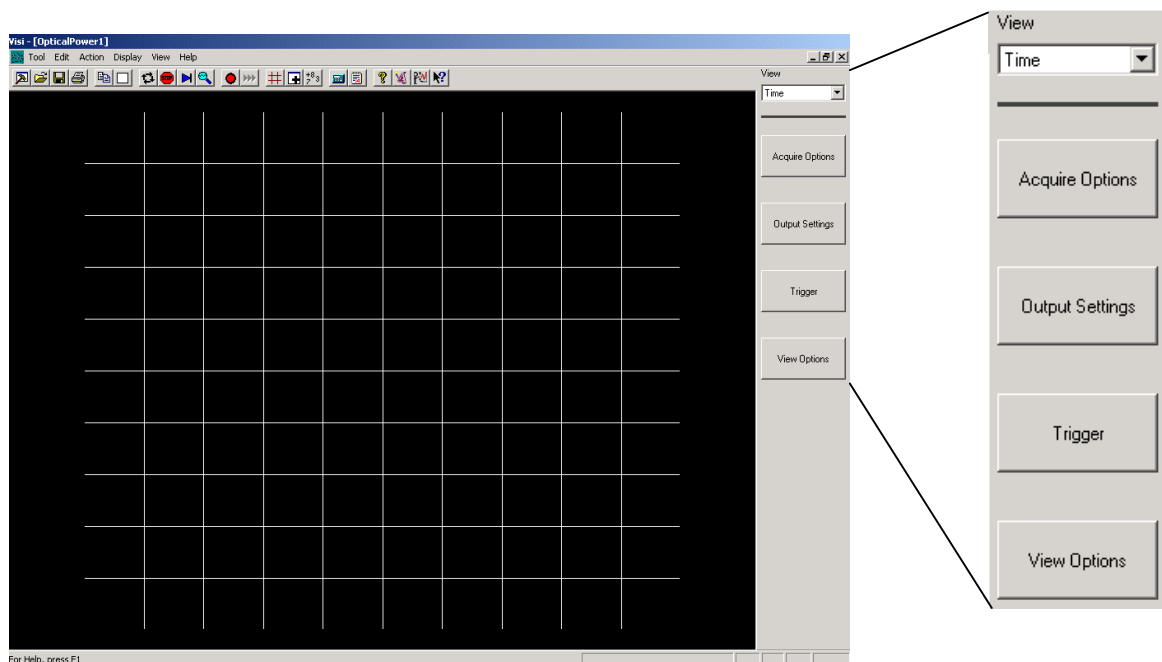 Visi - [OpticalPower1]
Tool Edit Action Display View Help
View
Time
Acquire Options
Output Settings
Trigger
View Options
For Help, press F1
View
Time
Acquire Options
Output Settings
Trigger
View Options